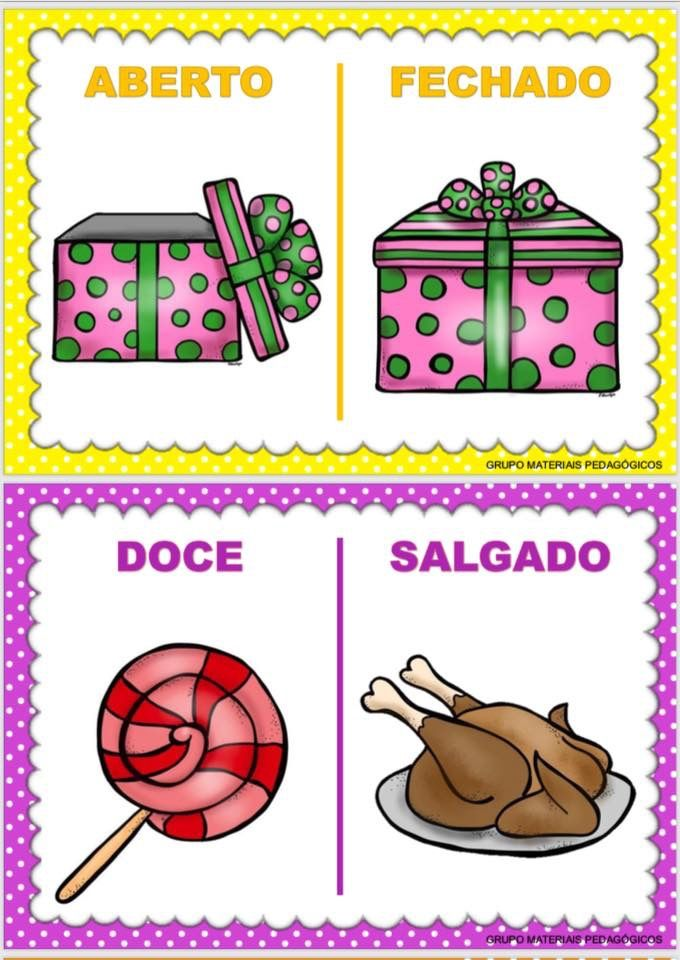 ABERTO
FECHADO
GRUPO MATERIAIS PEDAGÓGICOS
DOCE
SALGADO
GRUPO MATERIAIS PEDAGÓGICOS